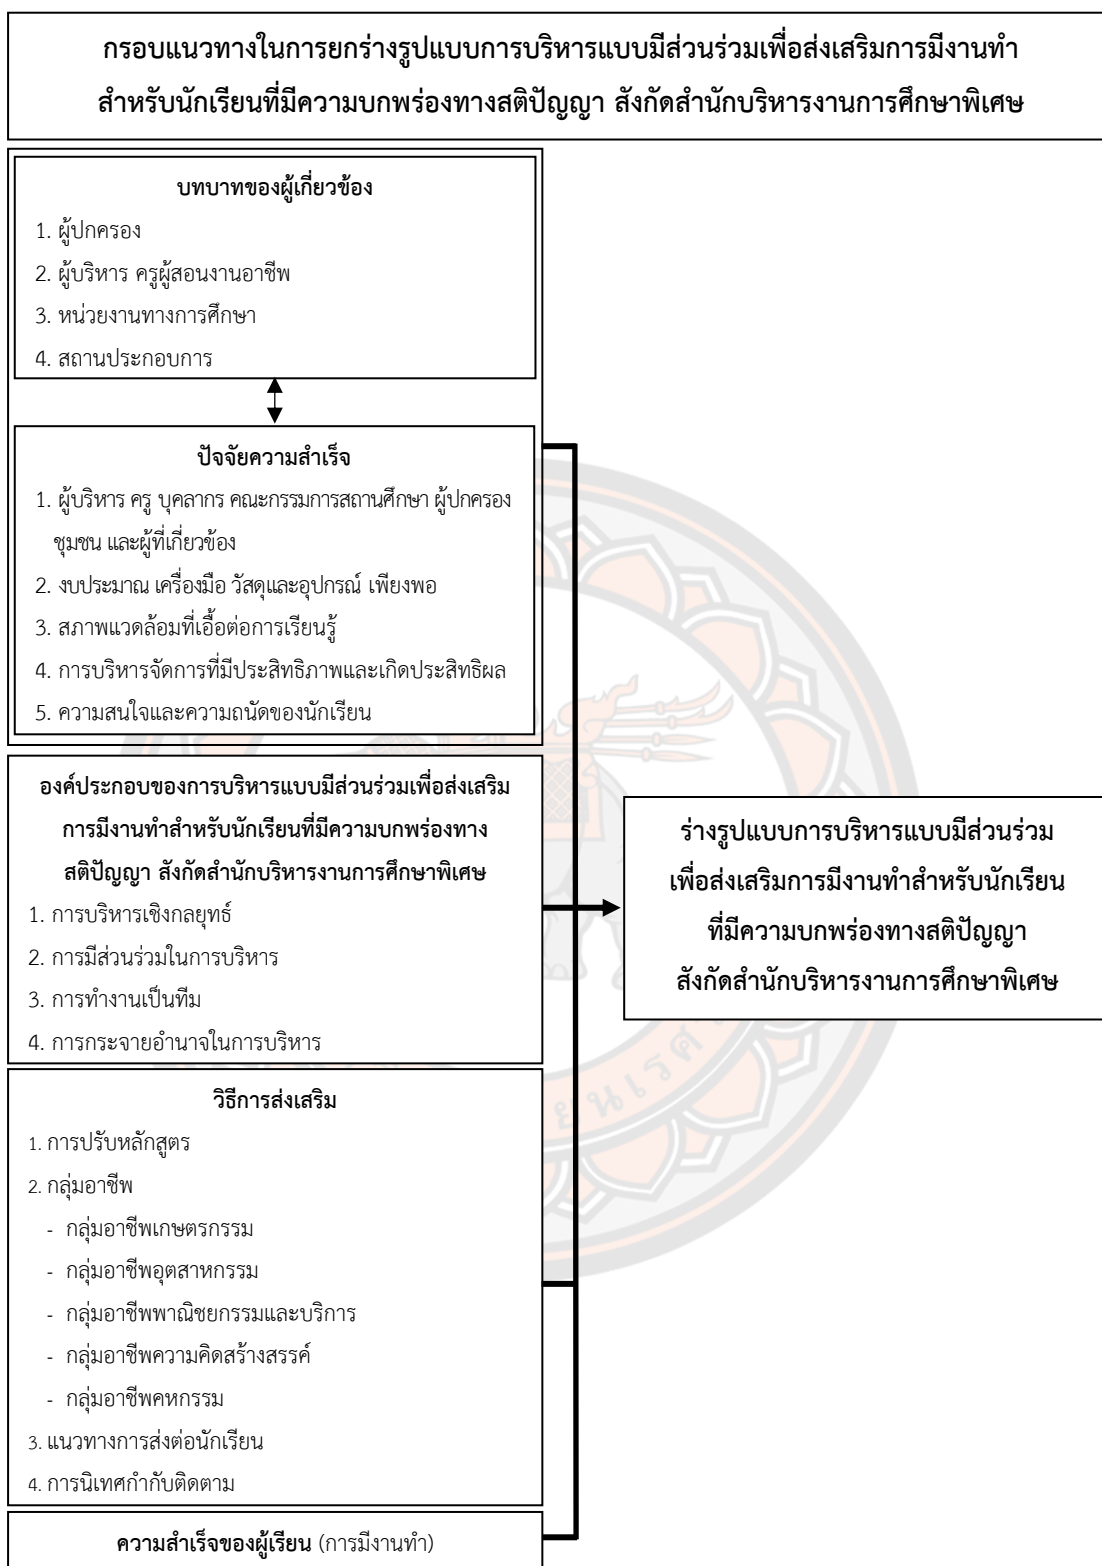 กรอบแนวทางในการยกร่างรูปแบบการบริหารแบบมีส่วนร่วมเพื่อส่งเสริมการมีงานทำ
สำหรับนักเรียนที่มีความบกพร่องทางสติปัญญา สังกัดสำนักบริหารงานการศึกษาพิเศษ
บทบาทของผู้เกี่ยวข้อง
1. ผู้ปกครอง
2. ผู้บริหาร ครูผู้สอนงานอาชีพ
3. หน่วยงานทางการศึกษา
4. สถานประกอบการ
ปัจจัยความสำเร็จ
1. ผู้บริหาร ครู บุคลากร คณะกรรมการสถานศึกษา ผู้ปกครอง
ชุมชน และผู้ที่เกี่ยวข้อง
2. งบประมาณ เครื่องมือ วัสดุและอุปกรณ์ เพียงพอ
3. สภาพแวดล้อมที่เอื้อต่อการเรียนรู้
4. การบริหารจัดการที่มีประสิทธิภาพและเกิดประสิทธิผล
5. ความสนใจและความถนัดของนักเรียน
องค์ประกอบของการบริหารแบบมีส่วนร่วมเพื่อส่งเสริม
การมีงานทำสำหรับนักเรียนที่มีความบกพร่องทาง
สติปัญญา สังกัดสำนักบริหารงานการศึกษาพิเศษ
1. การบริหารเชิงกลยุทธ์
2. การมีส่วนร่วมในการบริหาร
3. การทำงานเป็นทีม
4. การกระจายอำนาจในการบริหาร
วิธีการส่งเสริม
1. การปรับหลักสูตร
2. กลุ่มอาชีพ
- กลุ่มอาชีพเกษตรกรรม
- กลุ่มอาชีพอุตสาหกรรม
- กลุ่มอาชีพพาณิชยกรรมและบริการ
- กลุ่มอาชีพความคิดสร้างสรรค์
- กลุ่มอาชีพคหกรรม
3. แนวทางการส่งต่อนักเรียน
4. การนิเทศกำกับติดตาม
ความสำเร็จของผู้เรียน (การมีงานทำ)
ร่างรูปแบบการบริหารแบบมีส่วนร่วม
เพื่อส่งเสริมการมีงานทำสำหรับนักเรียน
ที่มีความบกพร่องทางสติปัญญา
สังกัดสำนักบริหารงานการศึกษาพิเศษ